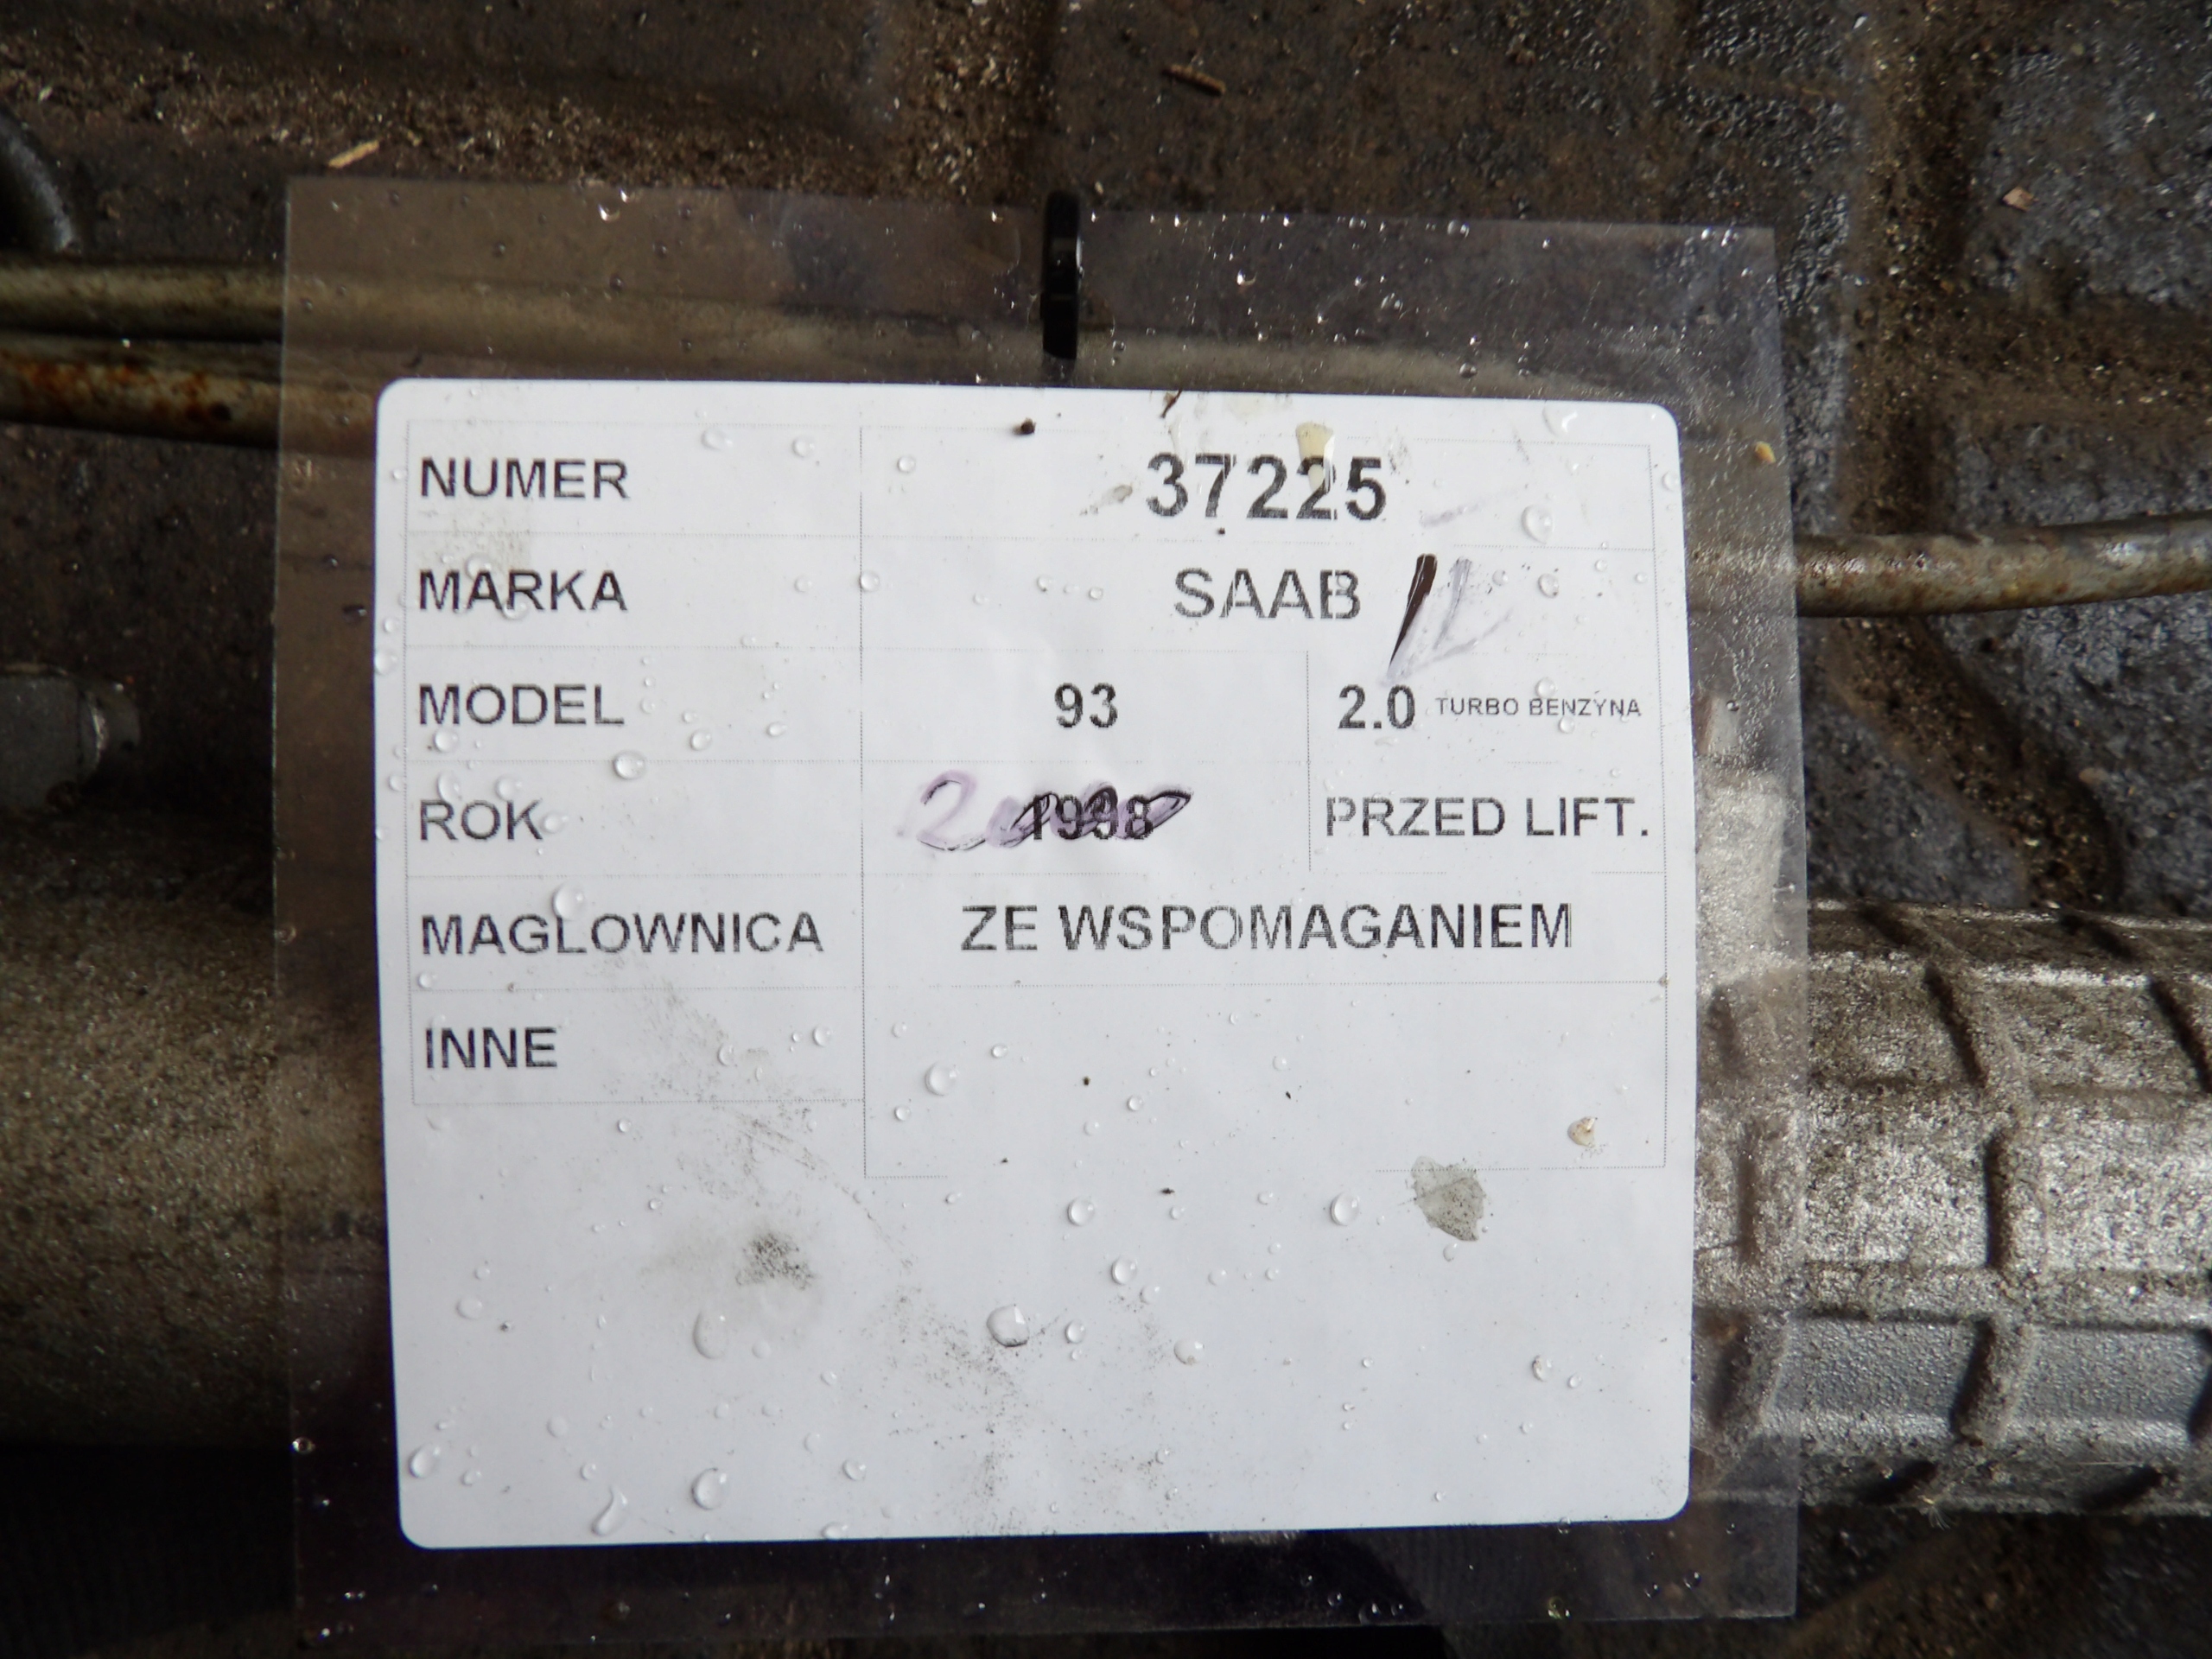 NUMER 37225
MARKA SAAB
MODEL 93 2.0 TURBO BENZYNA
ROK 1998 PRZED LIFT.
MAGLOWNICA ZE WSPOMAGANIEM
INNE